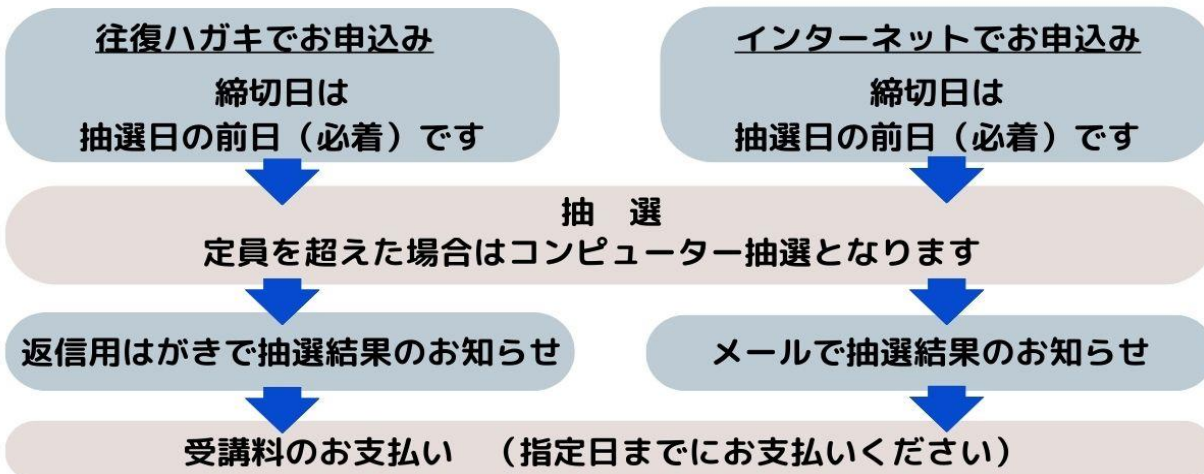 往復ハガキでお申込み
締切日は
抽選日の前日（必着）です
インターネットでお申込み
締切日は
抽選日の前日（必着）です
抽　選
定員を超えた場合はコンピューター抽選となります
返信用はがきで抽選結果のお知らせ
メールで抽選結果のお知らせ
受講料のお支払い　（指定日までにお支払いください）